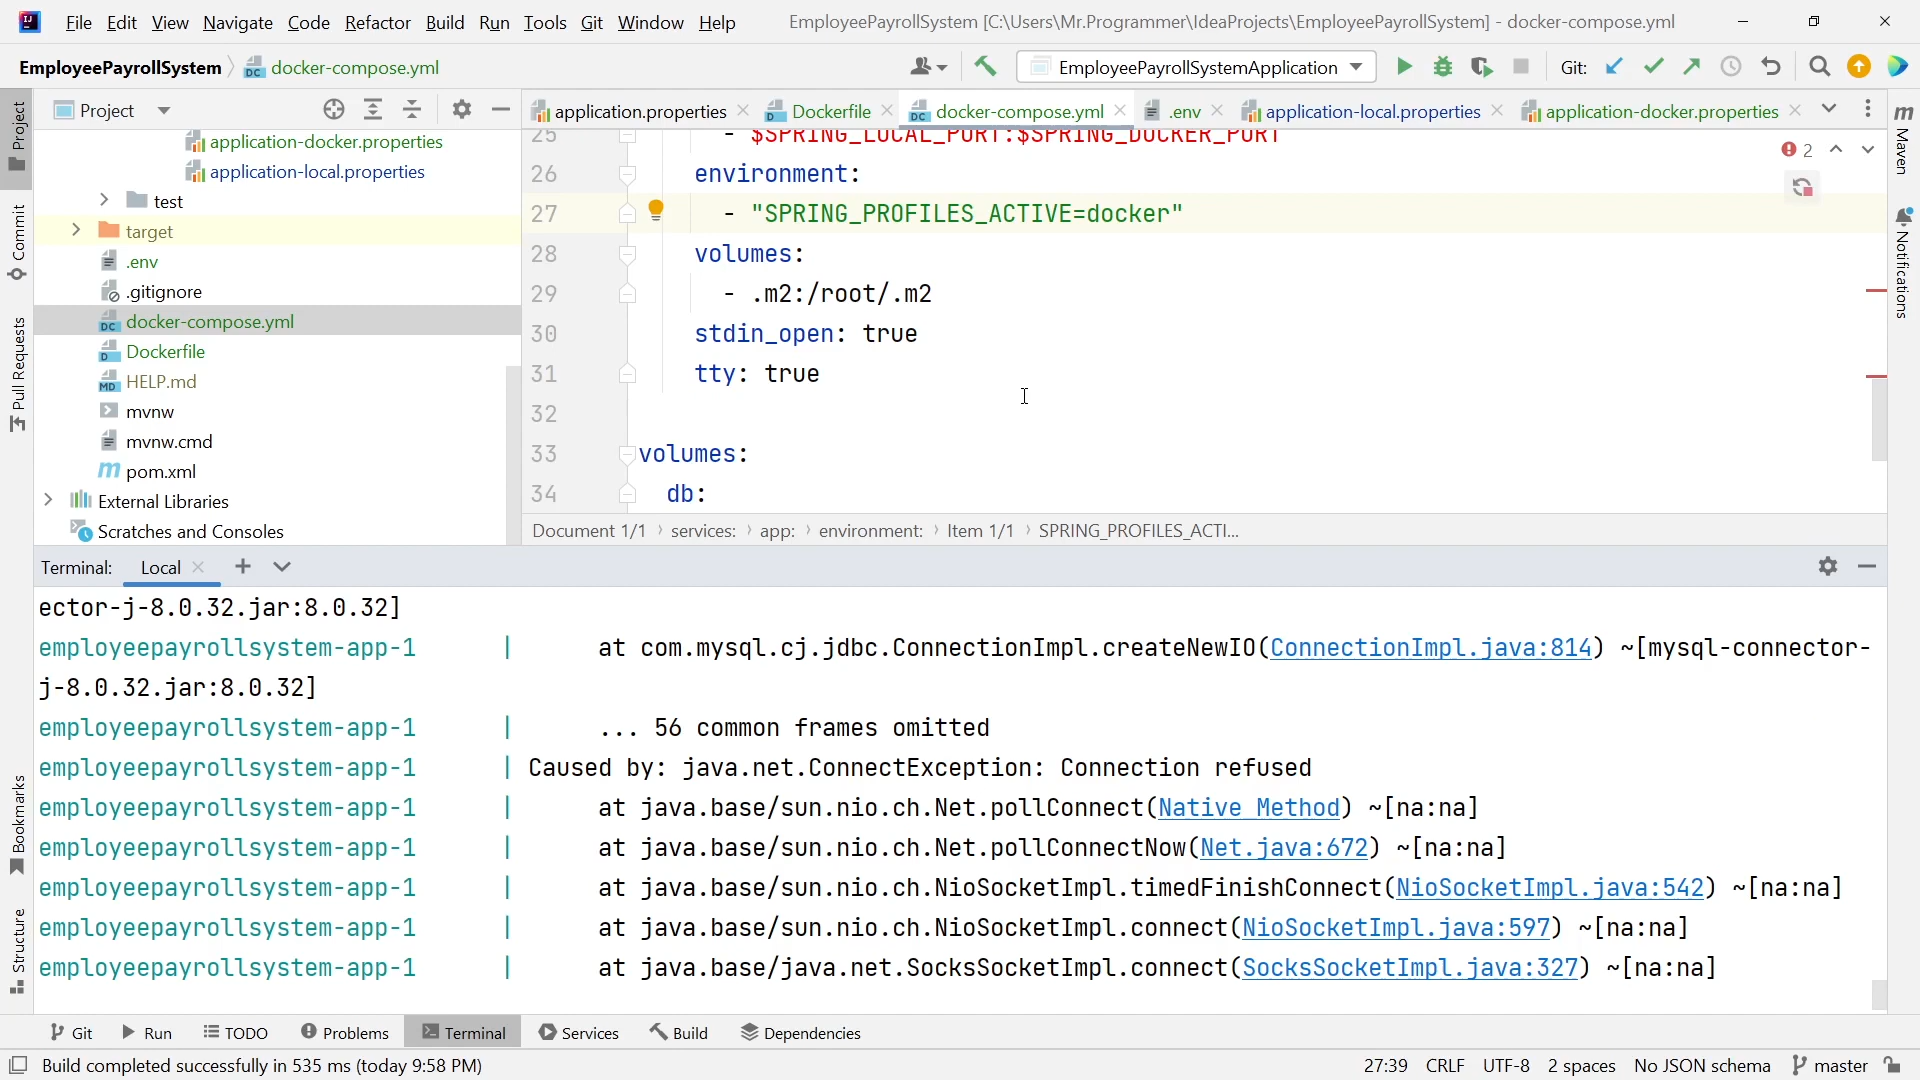 File Edit View Navigate Code Refactor Build Run Tools Git Window Help EmployeePayrollSystem [C:\Users\Mr.Programmer\IdeaProjects\EmployeePayrollSystem] - docker-compose.yml
EmployeePayrollSystem docker-compose.yml EmployeePayrollSystemApplication Git:
Project
application.properties Dockerfile docker-compose.yml .env application-local.properties application-docker.properties
application-docker.properties
application-local.properties
test
target
.env
.gitignore
docker-compose.yml
Dockerfile
HELP.md
mvnw
mvnw.cmd
pom.xml
External Libraries
Scratches and Consoles
25 - $SPRING_LOCAL_PORT:$SPRING_DOCKER_PORT
26 environment:
27 - "SPRING_PROFILES_ACTIVE=docker"
28 volumes:
29 - .m2:/root/.m2
30 stdin_open: true
31 tty: true
32
33 volumes:
34 db:
2
Document 1/1 › services: › app: › environment: › Item 1/1 › SPRING_PROFILES_ACTI...
Project
Commit
Pull Requests
Bookmarks
Structure
m Maven
Notifications
Terminal: Local
ector-j-8.0.32.jar:8.0.32]
employeepayrollsystem-app-1 | at com.mysql.cj.jdbc.ConnectionImpl.createNewIO(ConnectionImpl.java:814) ~[mysql-connector-
j-8.0.32.jar:8.0.32]
employeepayrollsystem-app-1 | ... 56 common frames omitted
employeepayrollsystem-app-1 | Caused by: java.net.ConnectException: Connection refused
employeepayrollsystem-app-1 | at java.base/sun.nio.ch.Net.pollConnect(Native Method) ~[na:na]
employeepayrollsystem-app-1 | at java.base/sun.nio.ch.Net.pollConnectNow(Net.java:672) ~[na:na]
employeepayrollsystem-app-1 | at java.base/sun.nio.ch.NioSocketImpl.timedFinishConnect(NioSocketImpl.java:542) ~[na:na]
employeepayrollsystem-app-1 | at java.base/sun.nio.ch.NioSocketImpl.connect(NioSocketImpl.java:597) ~[na:na]
employeepayrollsystem-app-1 | at java.base/java.net.SocksSocketImpl.connect(SocksSocketImpl.java:327) ~[na:na]
Git Run TODO Problems Terminal Services Build Dependencies
Build completed successfully in 535 ms (today 9:58 PM) 27:39 CRLF UTF-8 2 spaces No JSON schema master